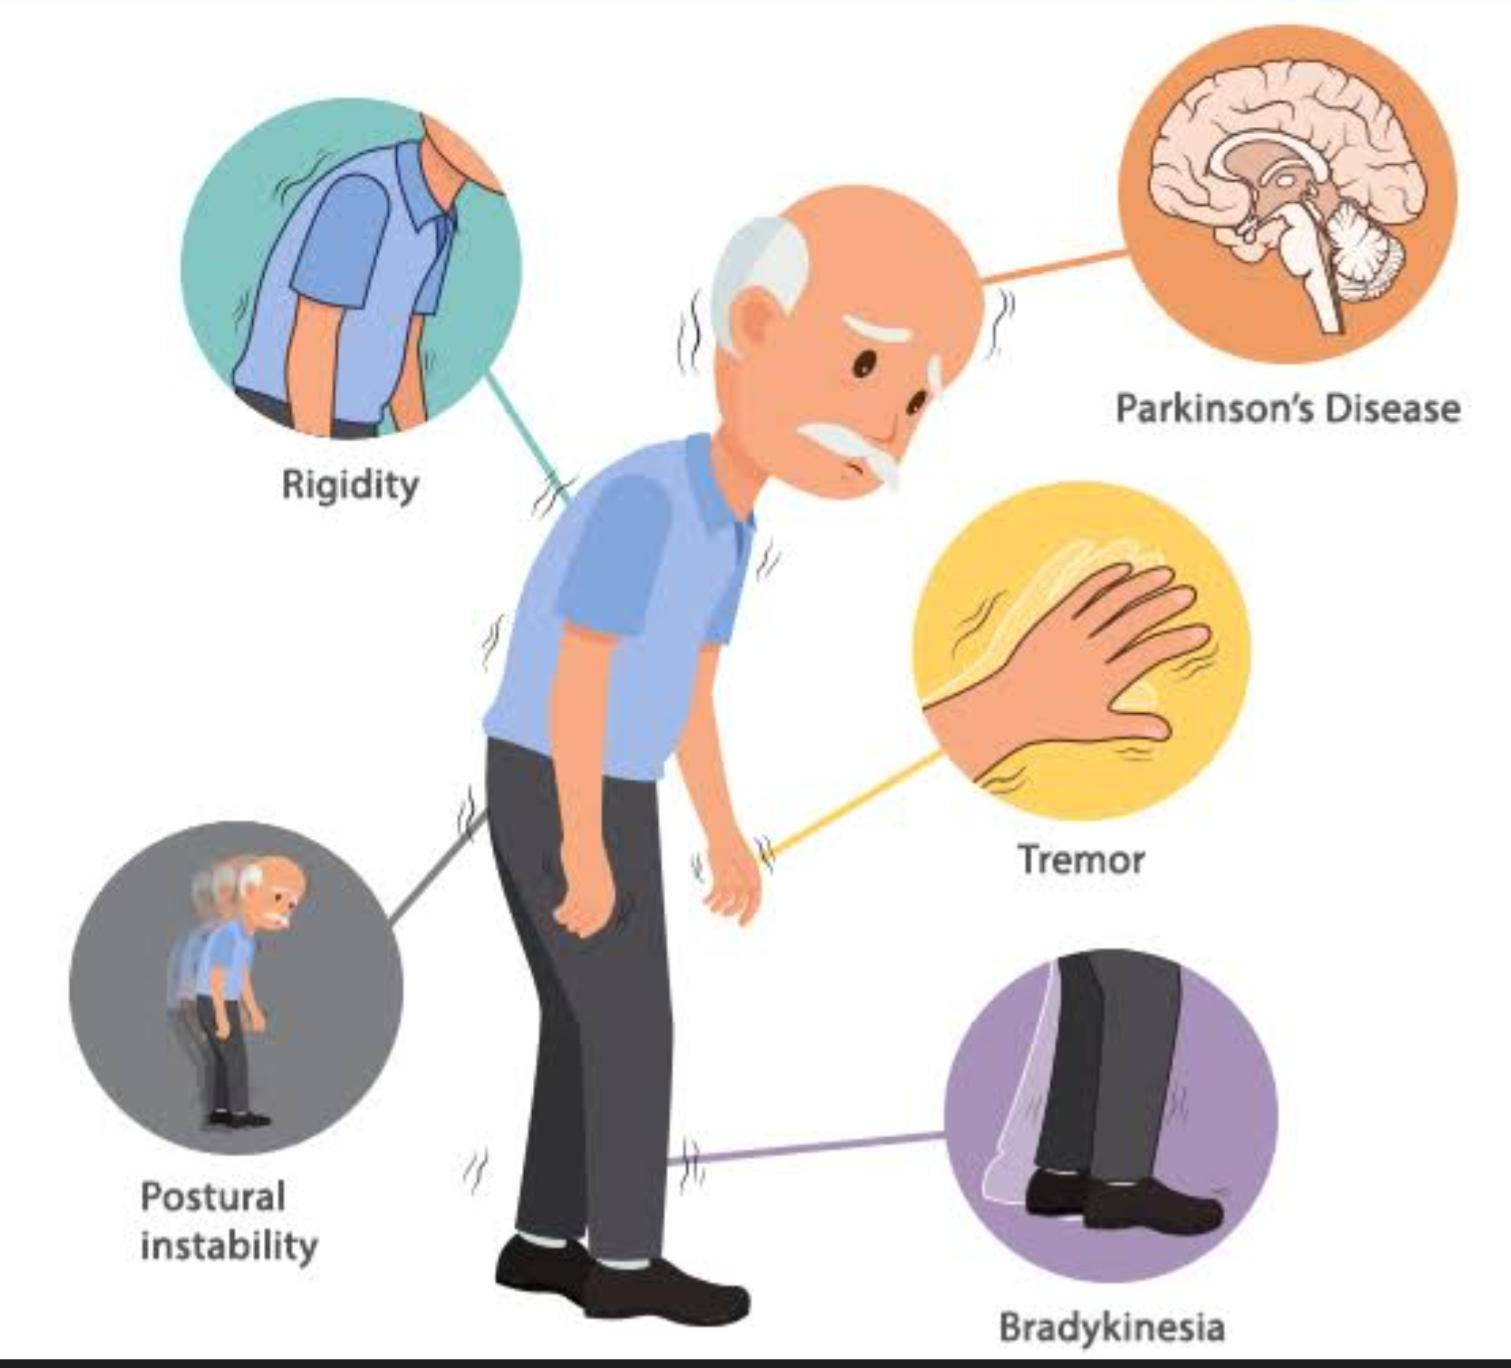 Parkinson's Disease
Rigidity
Tremor
Postural
instability
Bradykinesia